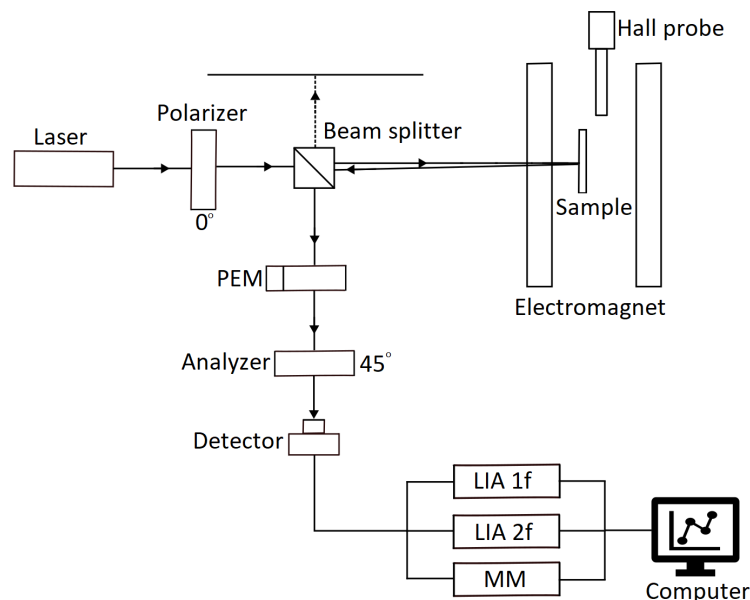 Hall probe
Polarizer
Laser
Beam splitter
0°
Sample
PEM
Electromagnet
Analyzer
45°
Detector
LIA 1f
LIA 2f
MM
Computer